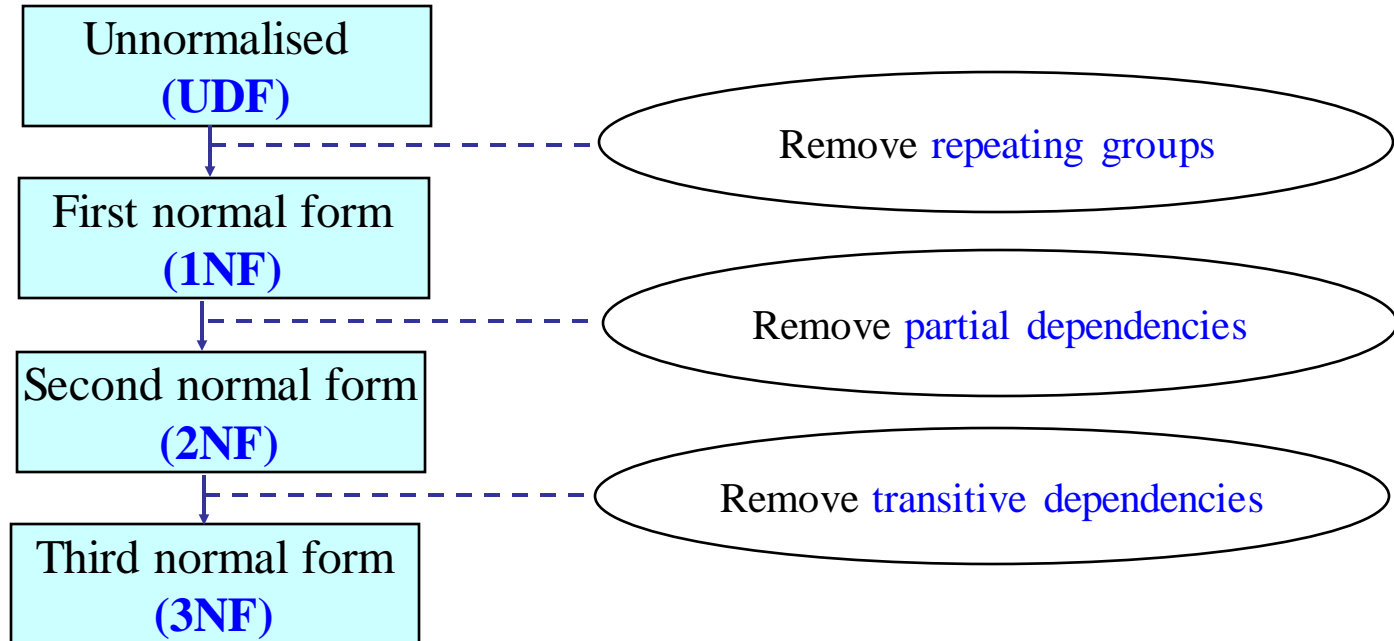 Unnormalised
(UDF)
Remove repeating groups
First normal form
(1NF)
Remove partial dependencies
Second normal form
(2NF)
Remove transitive dependencies
Third normal form
(3NF)